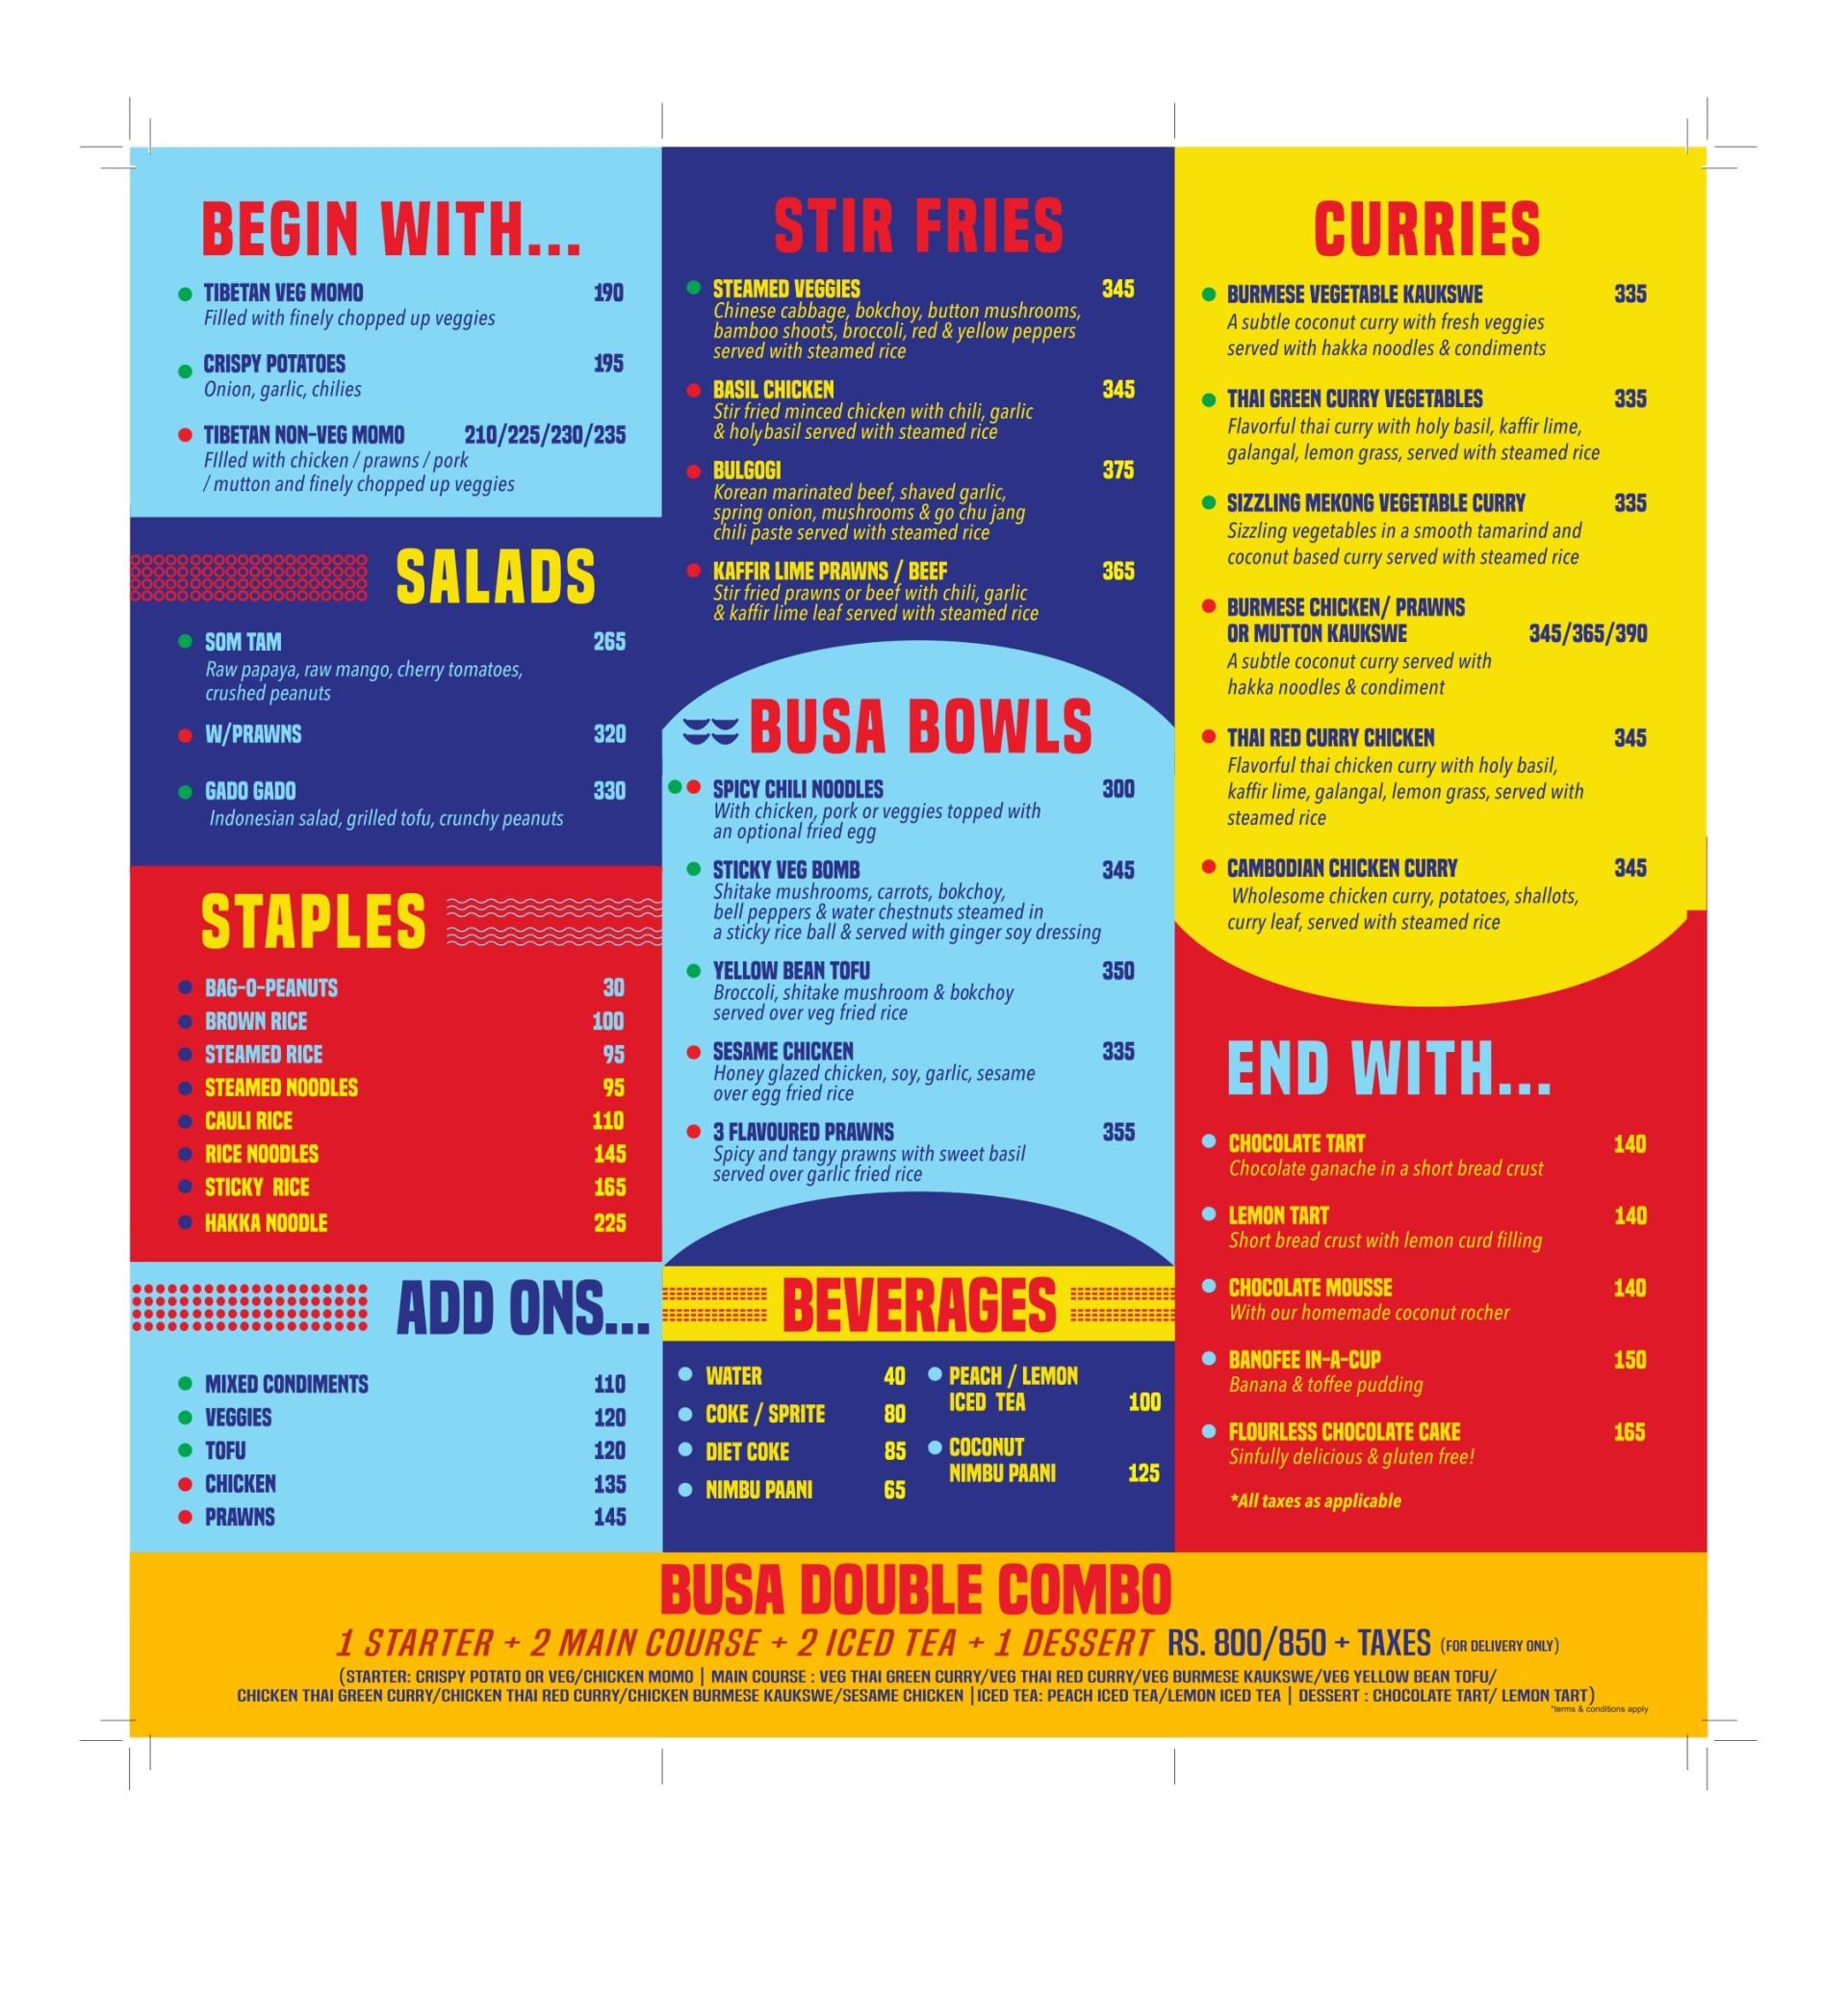 BEGIN WITH...
TIBETAN VEG MOMO 190
Filled with finely chopped up veggies
CRISPY POTATOES 195
Onion, garlic, chilies
TIBETAN NON-VEG MOMO 210/225/230/235
FIlled with chicken / prawns / pork
/ mutton and finely chopped up veggies
SALADS
SOM TAM 265
Raw papaya, raw mango, cherry tomatoes,
crushed peanuts
W/PRAWNS 320
GADO GADO 330
Indonesian salad, grilled tofu, crunchy peanuts
STAPLES
BAG-O-PEANUTS 30
BROWN RICE 100
STEAMED RICE 95
STEAMED NOODLES 95
CAULI RICE 110
RICE NOODLES 145
STICKY RICE 165
HAKKA NOODLE 225
ADD ONS...
MIXED CONDIMENTS 110
VEGGIES 120
TOFU 120
CHICKEN 135
PRAWNS 145
STIR FRIES
STEAMED VEGGIES 345
Chinese cabbage, bokchoy, button mushrooms,
bamboo shoots, broccoli, red & yellow peppers
served with steamed rice
BASIL CHICKEN 345
Stir fried minced chicken with chili, garlic
& holy basil served with steamed rice
BULGOGI 375
Korean marinated beef, shaved garlic,
spring onion, mushrooms & go chu jang
chili paste served with steamed rice
KAFFIR LIME PRAWNS / BEEF 365
Stir fried prawns or beef with chili, garlic
& kaffir lime leaf served with steamed rice
BUSA BOWLS
SPICY CHILI NOODLES 300
With chicken, pork or veggies topped with
an optional fried egg
STICKY VEG BOMB 345
Shitake mushrooms, carrots, bokchoy,
bell peppers & water chestnuts steamed in
a sticky rice ball & served with ginger soy dressing
YELLOW BEAN TOFU 350
Broccoli, shitake mushroom & bokchoy
served over veg fried rice
SESAME CHICKEN 335
Honey glazed chicken, soy, garlic, sesame
over egg fried rice
3 FLAVOURED PRAWNS 355
Spicy and tangy prawns with sweet basil
served over garlic fried rice
BEVERAGES
WATER 40
COKE / SPRITE 80
DIET COKE 85
NIMBU PAANI 65
PEACH / LEMON
ICED TEA 100
COCONUT
NIMBU PAANI 125
CURRIES
BURMESE VEGETABLE KAUKSWE 335
A subtle coconut curry with fresh veggies
served with hakka noodles & condiments
THAI GREEN CURRY VEGETABLES 335
Flavorful thai curry with holy basil, kaffir lime,
galangal, lemon grass, served with steamed rice
SIZZLING MEKONG VEGETABLE CURRY 335
Sizzling vegetables in a smooth tamarind and
coconut based curry served with steamed rice
BURMESE CHICKEN/ PRAWNS
OR MUTTON KAUKSWE 345/365/390
A subtle coconut curry served with
hakka noodles & condiment
THAI RED CURRY CHICKEN 345
Flavorful thai chicken curry with holy basil,
kaffir lime, galangal, lemon grass, served with
steamed rice
CAMBODIAN CHICKEN CURRY 345
Wholesome chicken curry, potatoes, shallots,
curry leaf, served with steamed rice
END WITH...
CHOCOLATE TART 140
Chocolate ganache in a short bread crust
LEMON TART 140
Short bread crust with lemon curd filling
CHOCOLATE MOUSSE 140
With our homemade coconut rocher
BANOFEE IN-A-CUP 150
Banana & toffee pudding
FLOURLESS CHOCOLATE CAKE 165
Sinfully delicious & gluten free!
*All taxes as applicable
BUSA DOUBLE COMBO
1 STARTER + 2 MAIN COURSE + 2 ICED TEA + 1 DESSERT RS. 800/850 + TAXES (FOR DELIVERY ONLY)
(STARTER: CRISPY POTATO OR VEG/CHICKEN MOMO | MAIN COURSE : VEG THAI GREEN CURRY/VEG THAI RED CURRY/VEG BURMESE KAUKSWE/VEG YELLOW BEAN TOFU/
CHICKEN THAI GREEN CURRY/CHICKEN THAI RED CURRY/CHICKEN BURMESE KAUKSWE/SESAME CHICKEN |ICED TEA: PEACH ICED TEA/LEMON ICED TEA | DESSERT : CHOCOLATE TART/ LEMON TART)
*terms & conditions apply